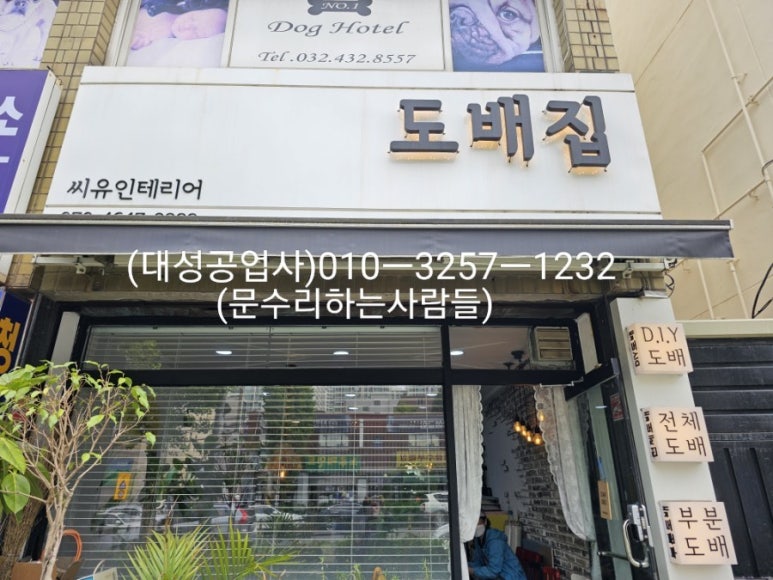 NO.1
Dog Hotel
Tel.032.432.8557
소
도배집
씨유인테리어
(대성공업사)010ㅡ3257ㅡ1232
(문수리하는사람들)
청
D.I.Y
도배
전체
도배
부분
도배